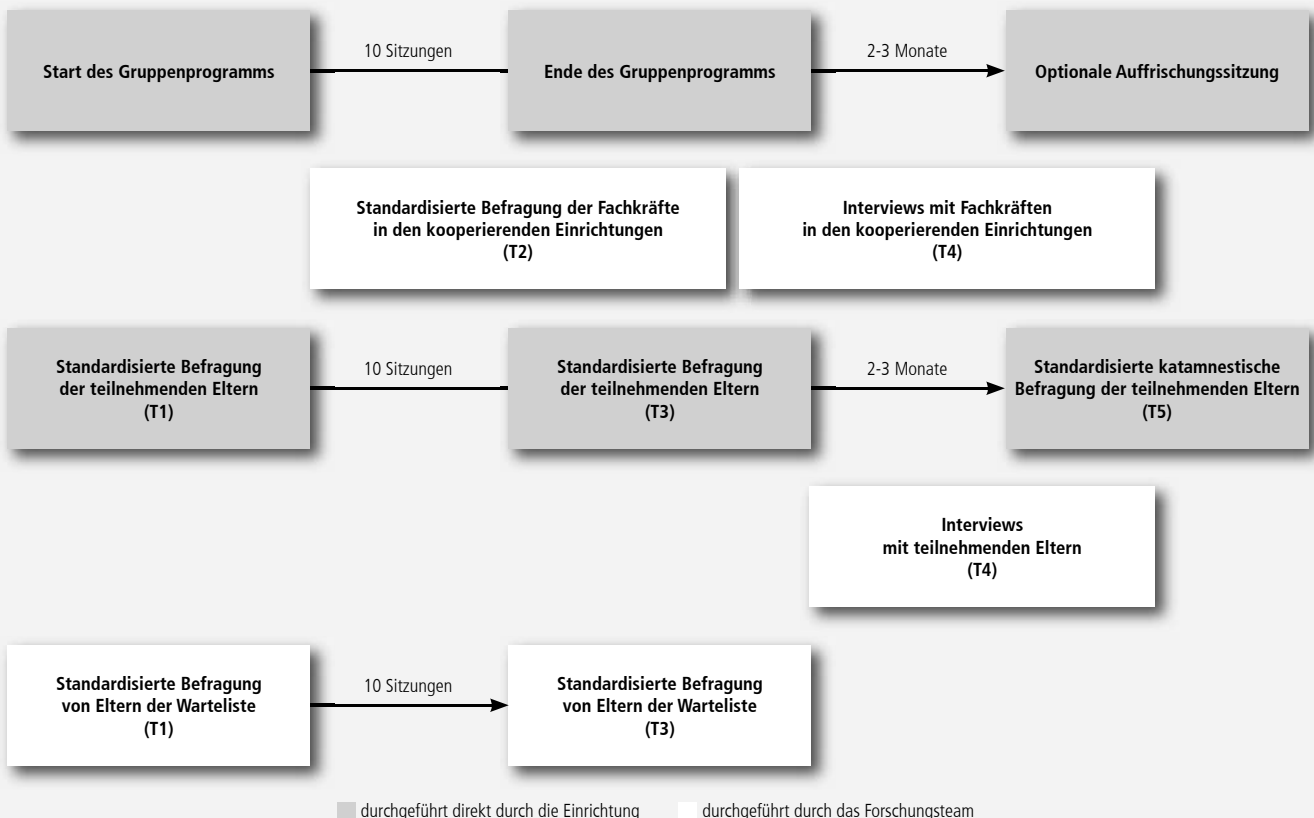 Start des Gruppenprogramms
10 Sitzungen
Ende des Gruppenprogramms
2-3 Monate
Optionale Auffrischungssitzung
Standardisierte Befragung der Fachkräfte
in den kooperierenden Einrichtungen
(T2)
Interviews mit Fachkräften
in den kooperierenden Einrichtungen
(T4)
Standardisierte Befragung
der teilnehmenden Eltern
(T1)
10 Sitzungen
Standardisierte Befragung
der teilnehmenden Eltern
(T3)
2-3 Monate
Standardisierte katamnestische
Befragung der teilnehmenden Eltern
(T5)
Interviews
mit teilnehmenden Eltern
(T4)
Standardisierte Befragung
von Eltern der Warteliste
(T1)
10 Sitzungen
Standardisierte Befragung
von Eltern der Warteliste
(T3)
durchgeführt direkt durch die Einrichtung
durchgeführt durch das Forschungsteam